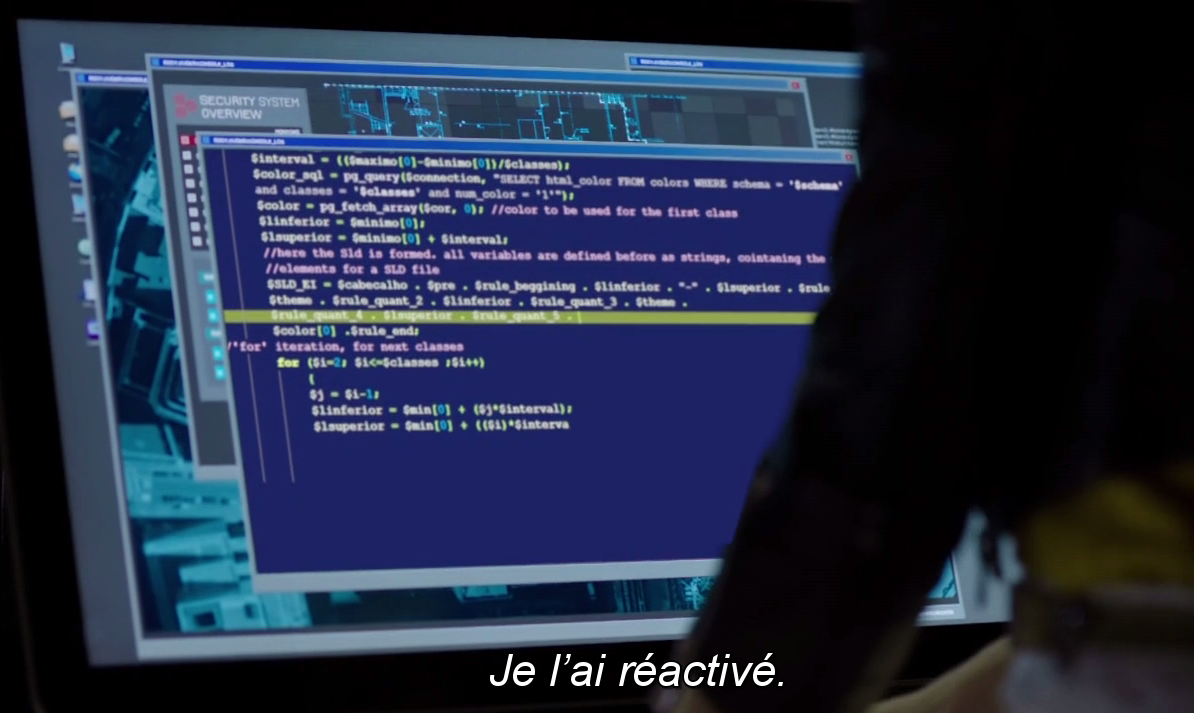 SECURITY SYSTEM
OVERVIEW
$interval = (($maximo[0]-$minimo[0])/$classes);
$color_sql = pg_query($connection, "SELECT html_color FROM colors WHERE schema = '$schema'
and classes = '$classes' and num_color = '1'");
$color = pg_fetch_array($cor, 0); //color to be used for the first class
$linferior = $minimo[0];
$lsuperior = $minimo[0] + $interval;
//here the Sld is formed. all variables are defined before as strings, cointaning the
//elements for a SLD file
$SLD_EI = $cabecalho . $pre . $rule_beggining . $linferior . "-" . $lsuperior . $rule
$theme . $rule_quant_2 . $linferior . $rule_quant_3 . $theme .
$rule_quant_4 . $lsuperior . $rule_quant_5 .
$color[0] .$rule_end;
/'for' iteration, for next classes
for ($i=2; $i<=$classes ;$i++)
{
$j = $i-1;
$linferior = $min[0] + ($j*$interval);
$lsuperior = $min[0] + (($i)*$interva
Je l'ai réactivé.